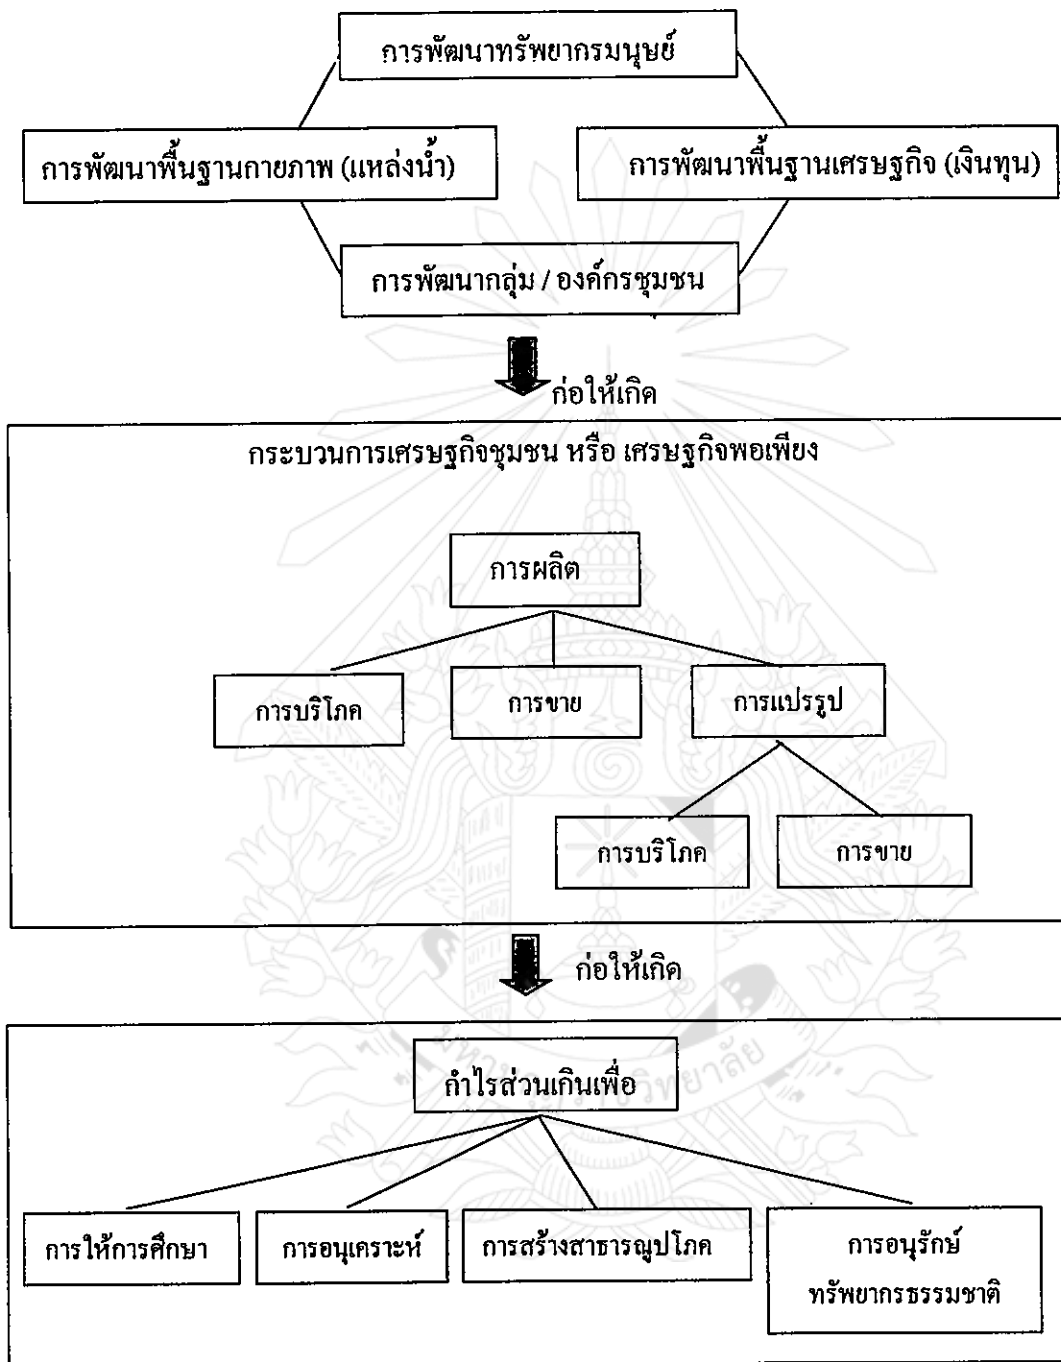 การพัฒนาทรัพยากรมนุษย์
การพัฒนาพื้นฐานกายภาพ (แหล่งน้ำ)
การพัฒนาพื้นฐานเศรษฐกิจ (เงินทุน)
การพัฒนากลุ่ม / องค์กรชุมชน
ก่อให้เกิด
กระบวนการเศรษฐกิจชุมชน หรือ เศรษฐกิจพอเพียง
การผลิต
การบริโภค
การขาย
การแปรรูป
การบริโภค
การขาย
ก่อให้เกิด
กำไรส่วนเกินเพื่อ
การให้การศึกษา
การอนุเคราะห์
การสร้างสาธารณูปโภค
การอนุรักษ์
ทรัพยากรธรรมชาติ